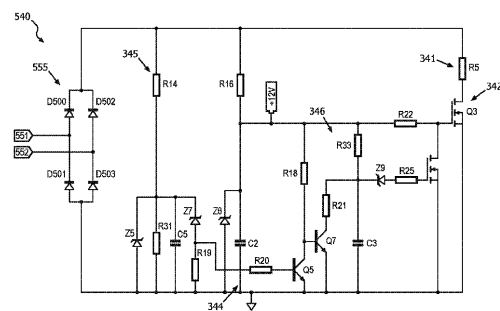 540
555
345
341
342
D500
D502
R14
R16
+12V
R5
Q3
551
552
346
R22
R33
R18
Z9
R25
D501
D503
Z5
R31
C5
Z7
Z8
R21
R19
C2
Q7
C3
R20
Q5
344